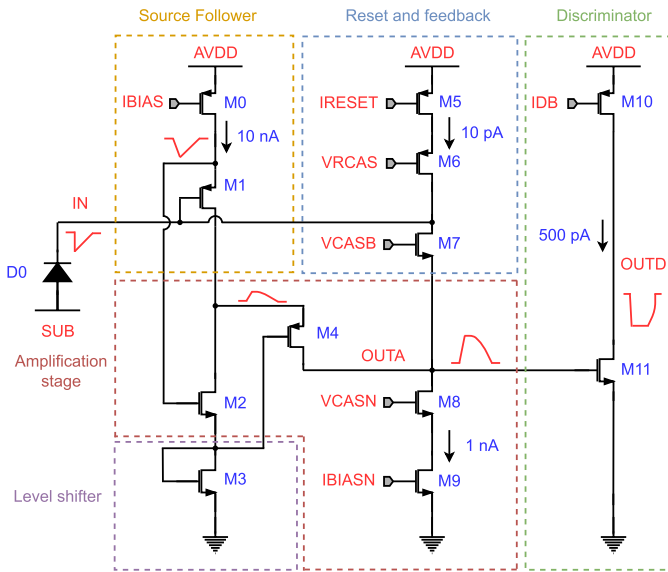 Source Follower
Reset and feedback
Discriminator
AVDD
AVDD
AVDD
IBIAS
M0
IRESET
M5
IDB
M10
10 nA
10 pA
VRCAS
M6
M1
IN
VCASB
M7
500 pA
D0
OUTD
SUB
M4
OUTA
Amplification
stage
M11
M2
VCASN
M8
1 nA
M3
IBIASN
M9
Level shifter